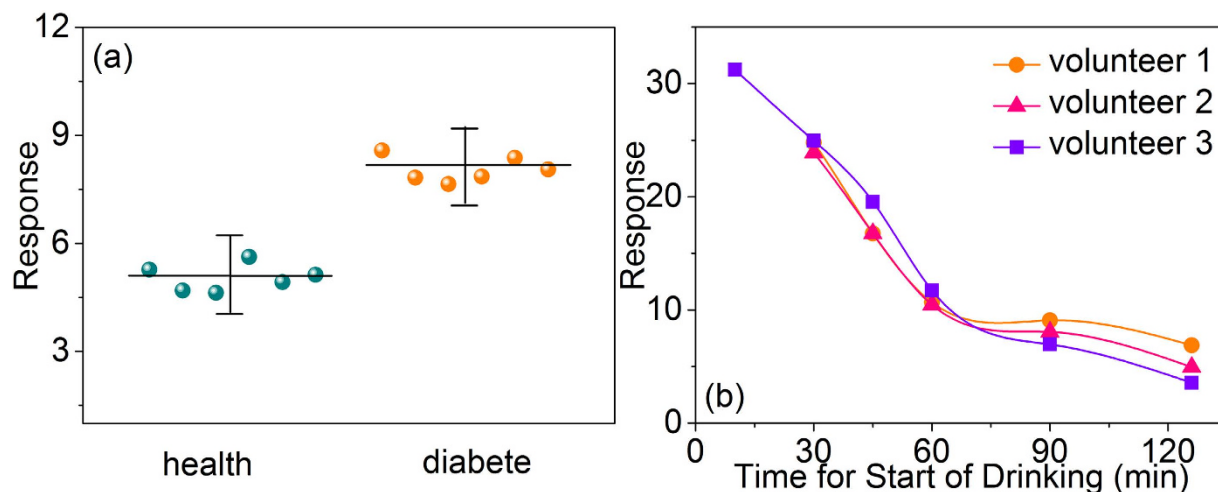 (a)
Response
12
9
6
3
health
diabete
(b)
Response
30
20
10
0
volunteer 1
volunteer 2
volunteer 3
0
30
60
90
120
Time for Start of Drinking (min)